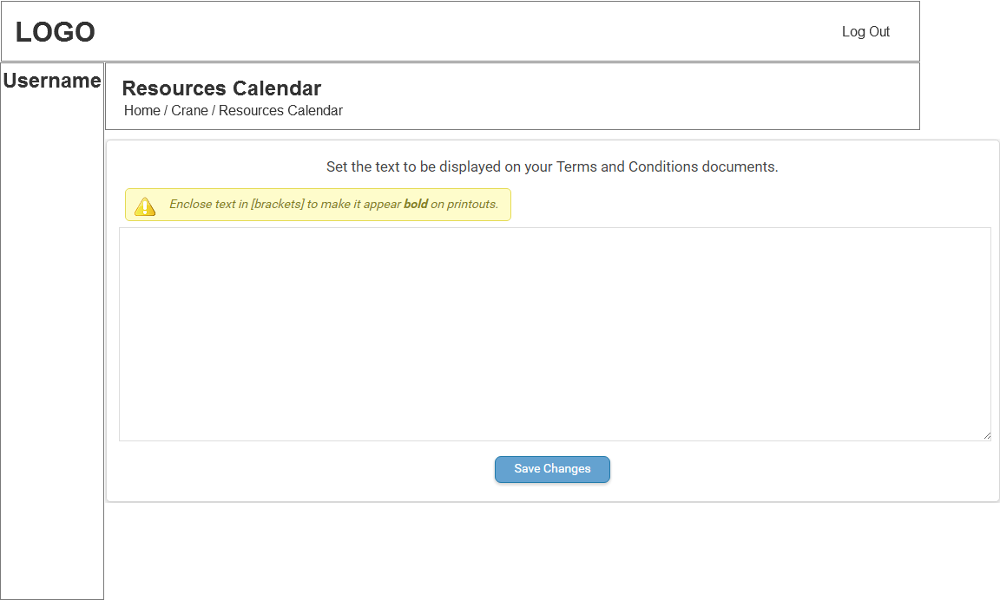 LOGO
Log Out
Username
Resources Calendar
Home / Crane / Resources Calendar
Set the text to be displayed on your Terms and Conditions documents.
Enclose text in [brackets] to make it appear bold on printouts.
Save Changes